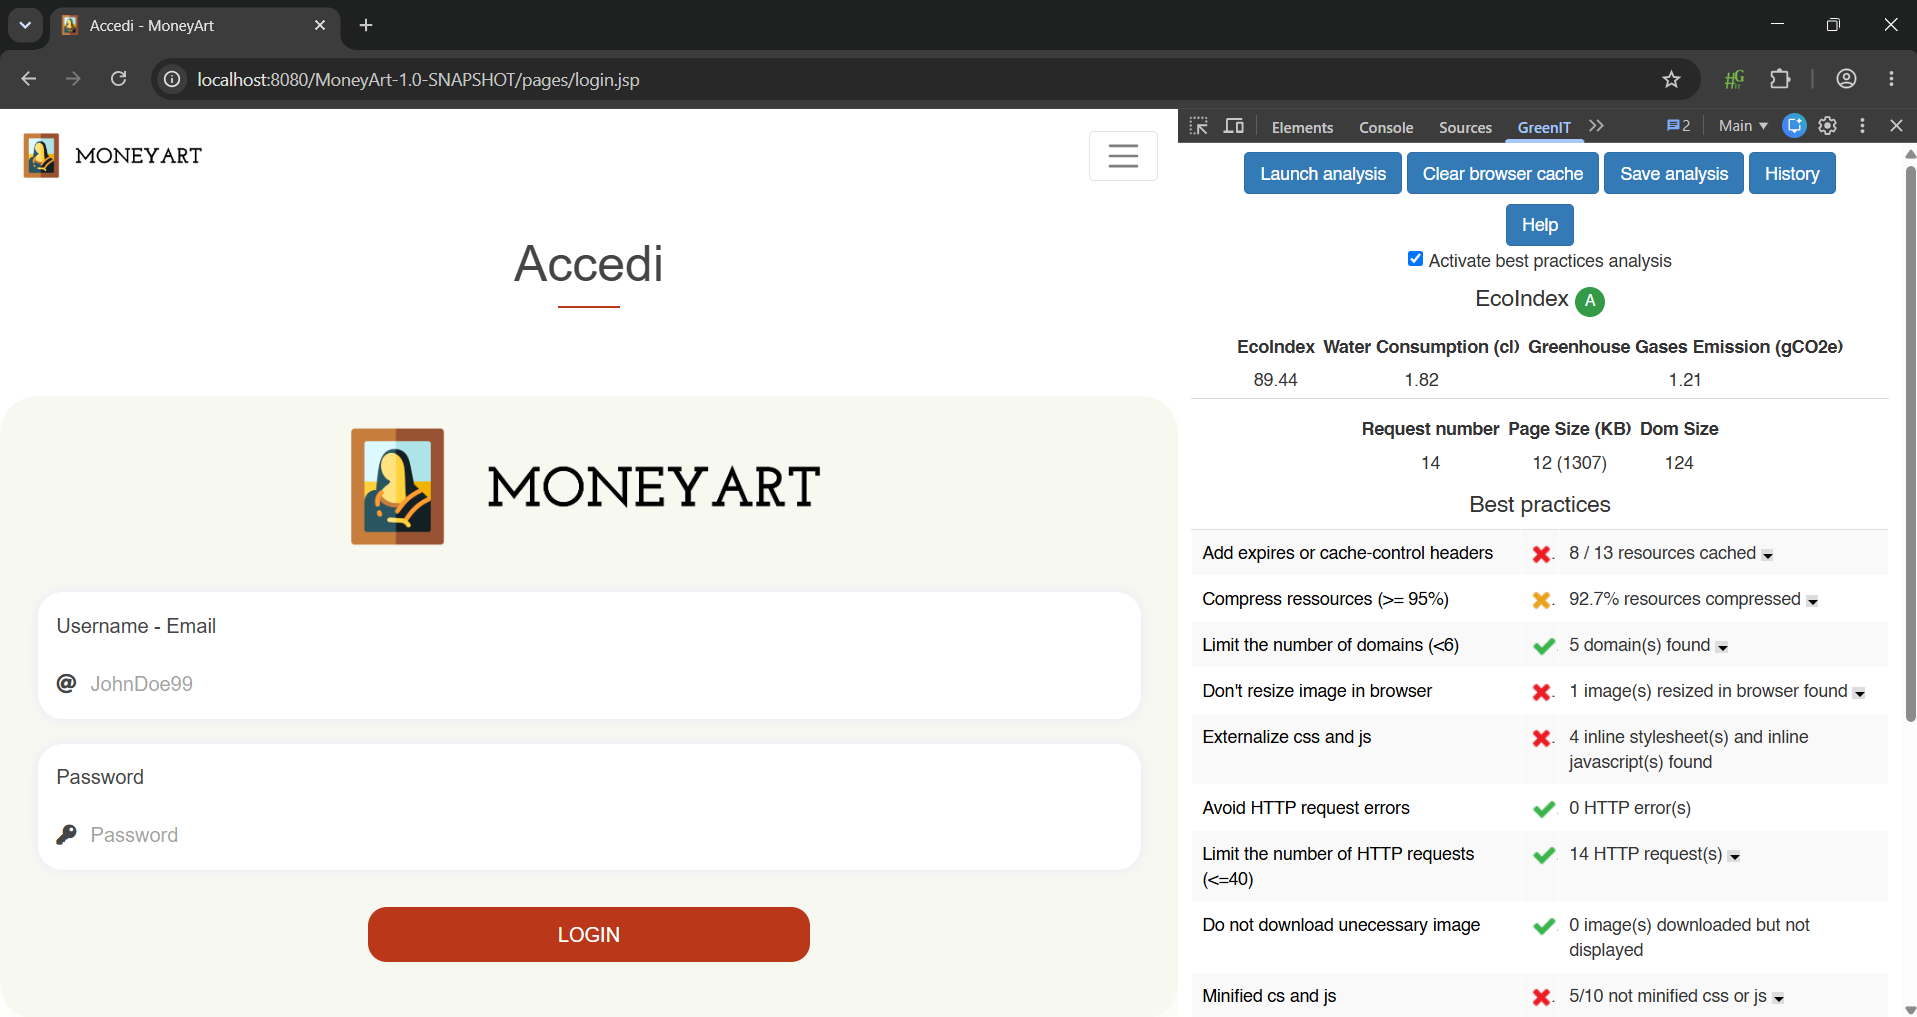 Accedi - MoneyArt
localhost:8080/MoneyArt-1.0-SNAPSHOT/pages/login.jsp
MONEYART
Accedi
MONEYART
Username - Email
@ JohnDoe99
Password
Password
LOGIN
Elements Console Sources GreenIT 2 Main
Launch analysis Clear browser cache Save analysis History
Help
Activate best practices analysis
EcoIndex A
EcoIndex Water Consumption (cl) Greenhouse Gases Emission (gCO2e)
89.44 1.82 1.21
Request number Page Size (KB) Dom Size
14 12 (1307) 124
Best practices
Add expires or cache-control headers 8 / 13 resources cached
Compress ressources (>= 95%) 92.7% resources compressed
Limit the number of domains (<6) 5 domain(s) found
Don't resize image in browser 1 image(s) resized in browser found
Externalize css and js 4 inline stylesheet(s) and inline
javascript(s) found
Avoid HTTP request errors 0 HTTP error(s)
Limit the number of HTTP requests 14 HTTP request(s)
(<=40)
Do not download unecessary image 0 image(s) downloaded but not
displayed
Minified cs and js 5/10 not minified css or js